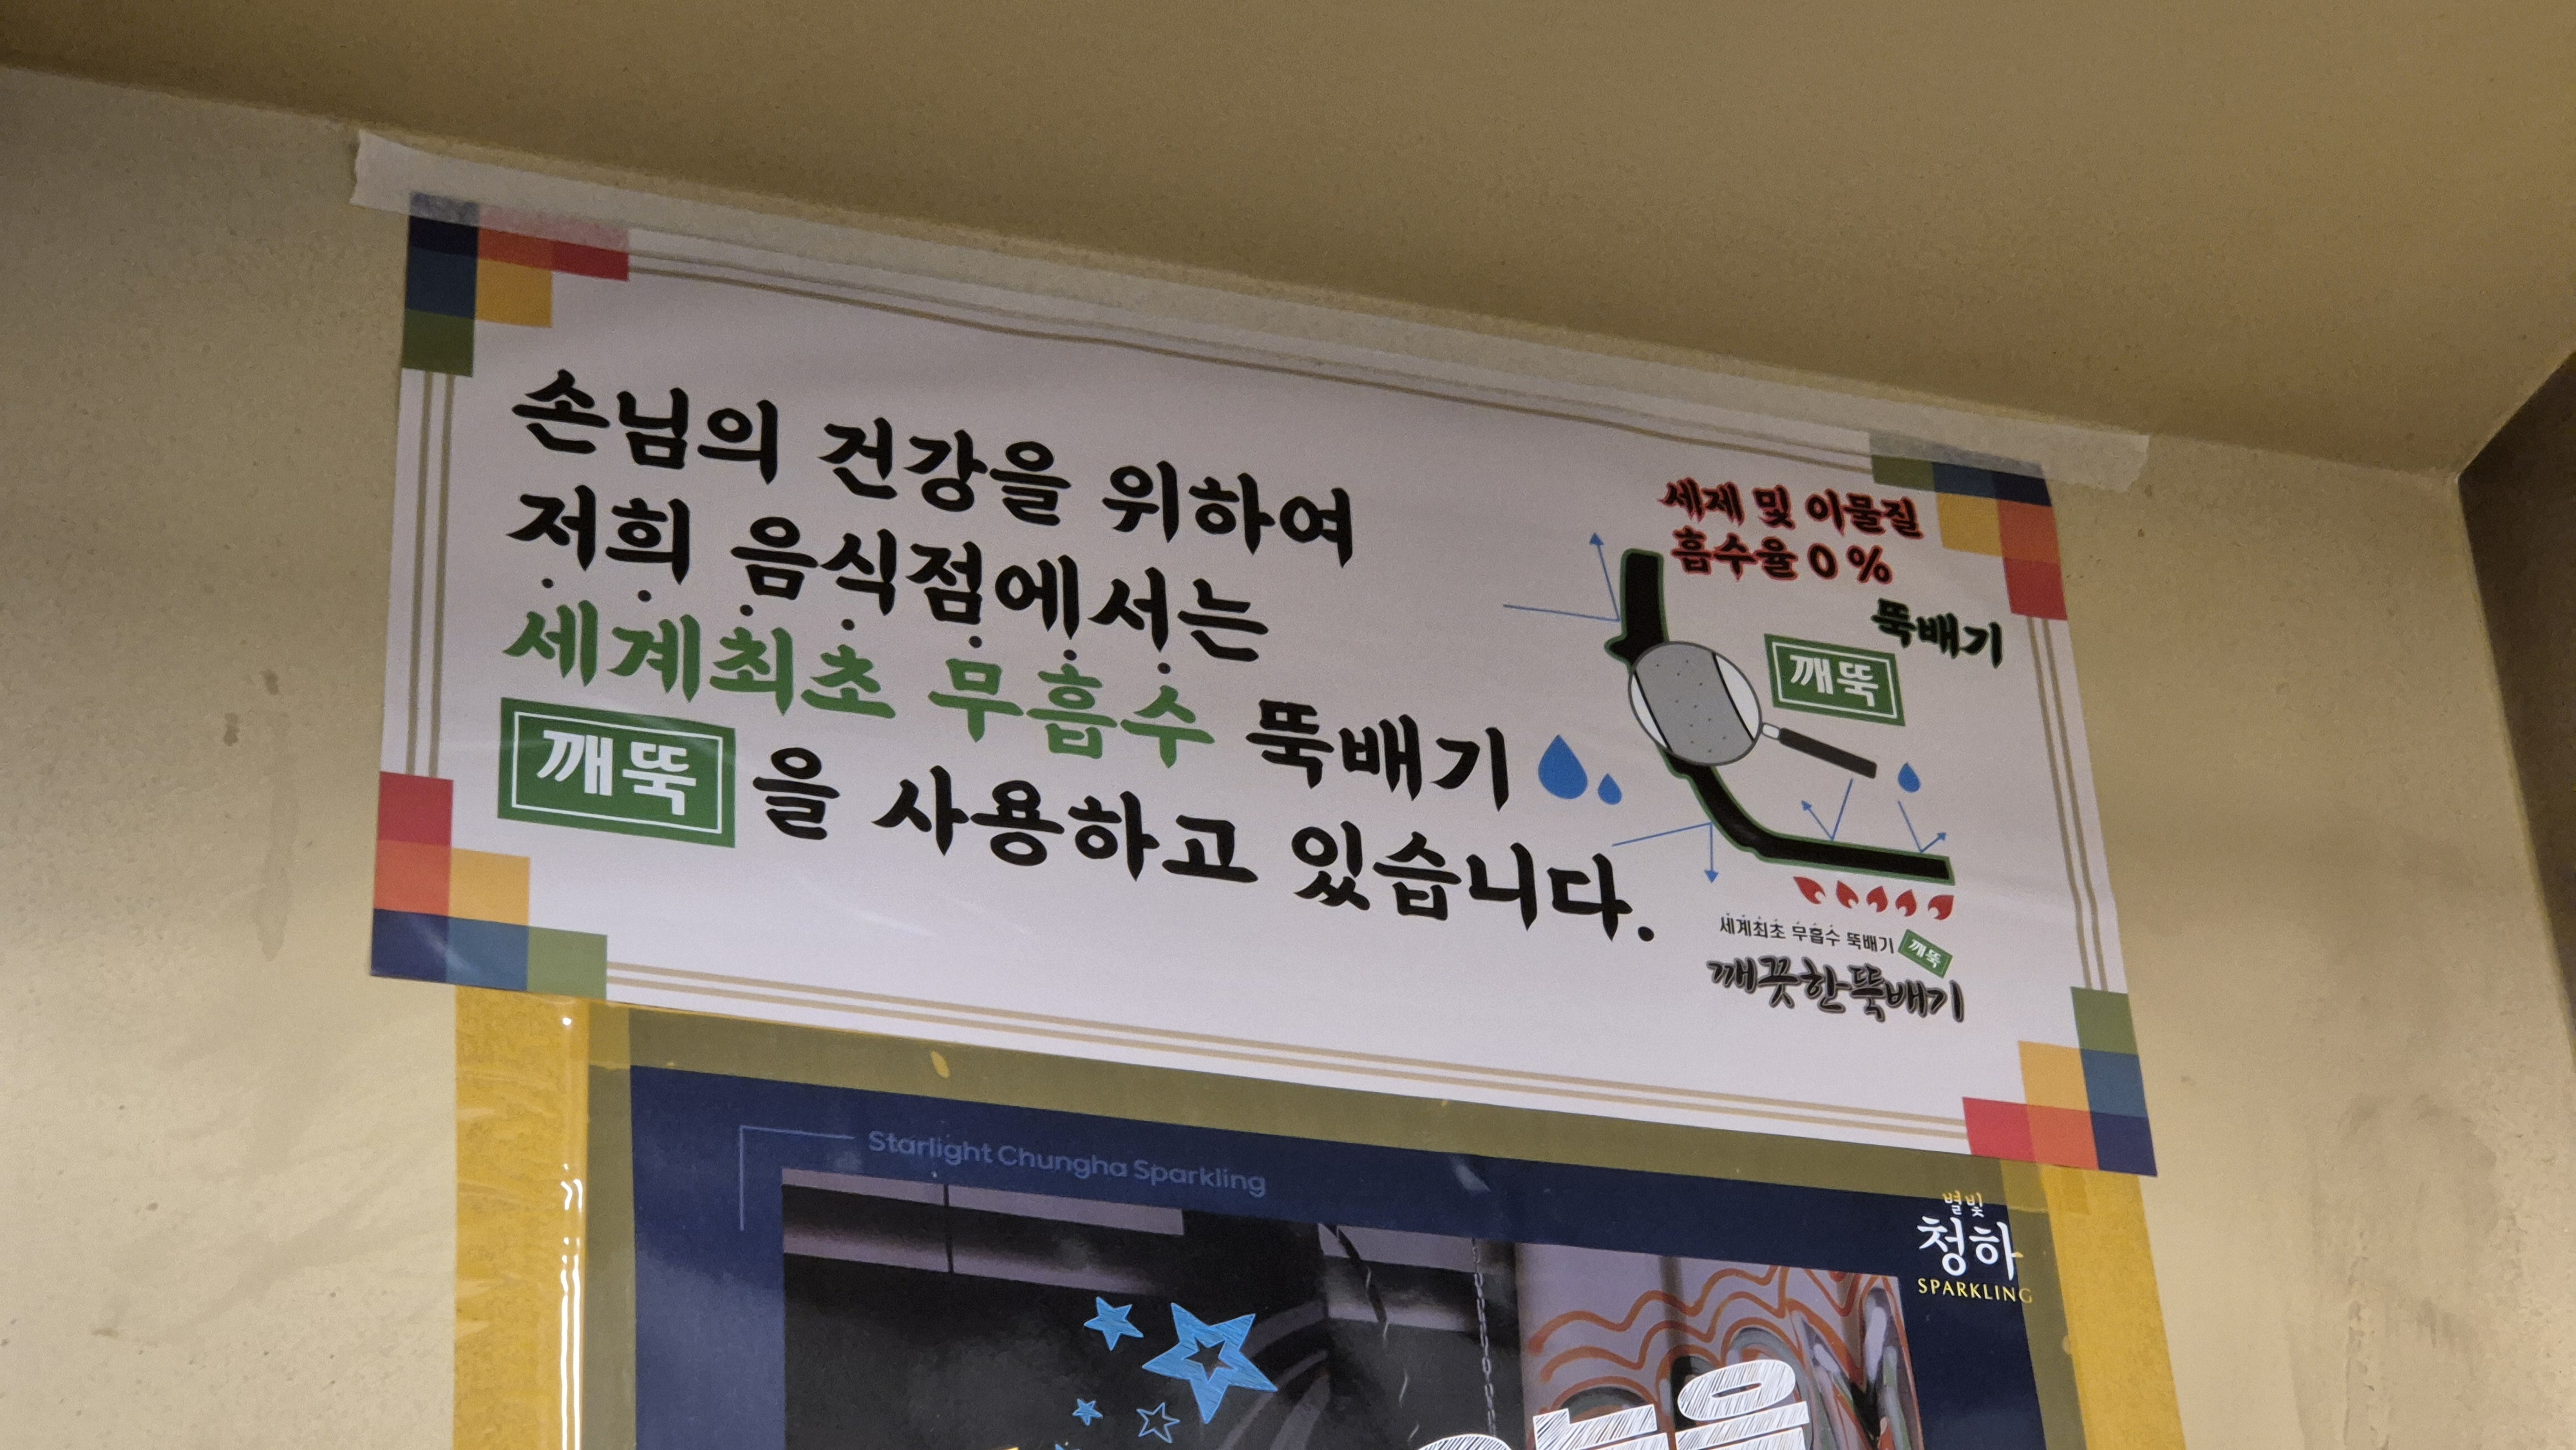 손님의 건강을 위하여
저희 음식점에서는
세계최초 무흡수 뚝배기
깨뚝 을 사용하고 있습니다.
세제 및 이물질
흡수율 0 %
뚝배기
깨뚝
세계최초 무흡수 뚝배기 깨뚝
깨끗한뚝배기
Starlight Chungha Sparkling
별빛
청하
SPARKLING